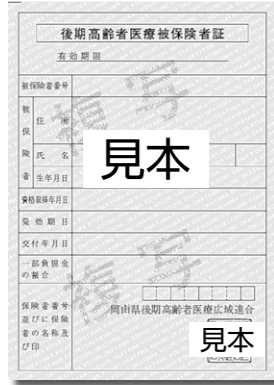 後期高齢者医療被保険者証
有効期限
被保険者番号
被保険者
住所
氏名
見本
生年月日
資格取得年月日
発効期日
交付年月日
一部負担金
の割合
保険者番号
並びに保険
者の名称及
び印
岡山県後期高齢者医療広域連合
見本